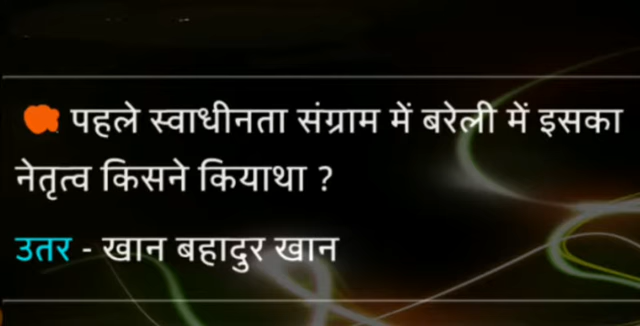 पहले स्वाधीनता संग्राम में बरेली में इसका
नेतृत्व किसने कियाथा ?
उतर - खान बहादुर खान